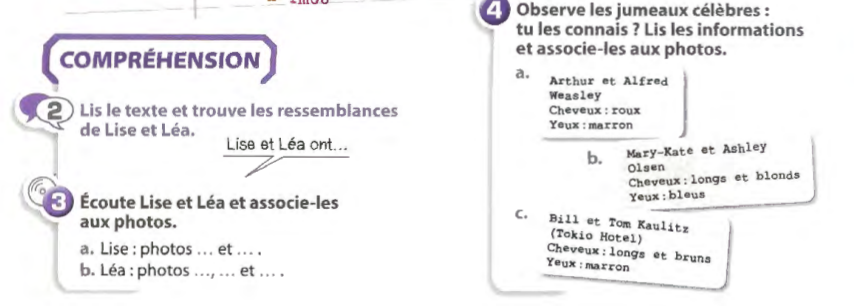 COMPRÉHENSION
2 Lis le texte et trouve les ressemblances
de Lise et Léa.
Lise et Léa ont...
3 Écoute Lise et Léa et associe-les
aux photos.
a. Lise : photos ... et ... .
b. Léa : photos ..., ... et ... .
4 Observe les jumeaux célèbres :
tu les connais ? Lis les informations
et associe-les aux photos.
a. Arthur et Alfred
Weasley
Cheveux : roux
Yeux : marron
b. Mary-Kate et Ashley
Olsen
Cheveux : longs et blonds
Yeux : bleus
c. Bill et Tom Kaulitz
(Tokio Hotel)
Cheveux : longs et bruns
Yeux : marron